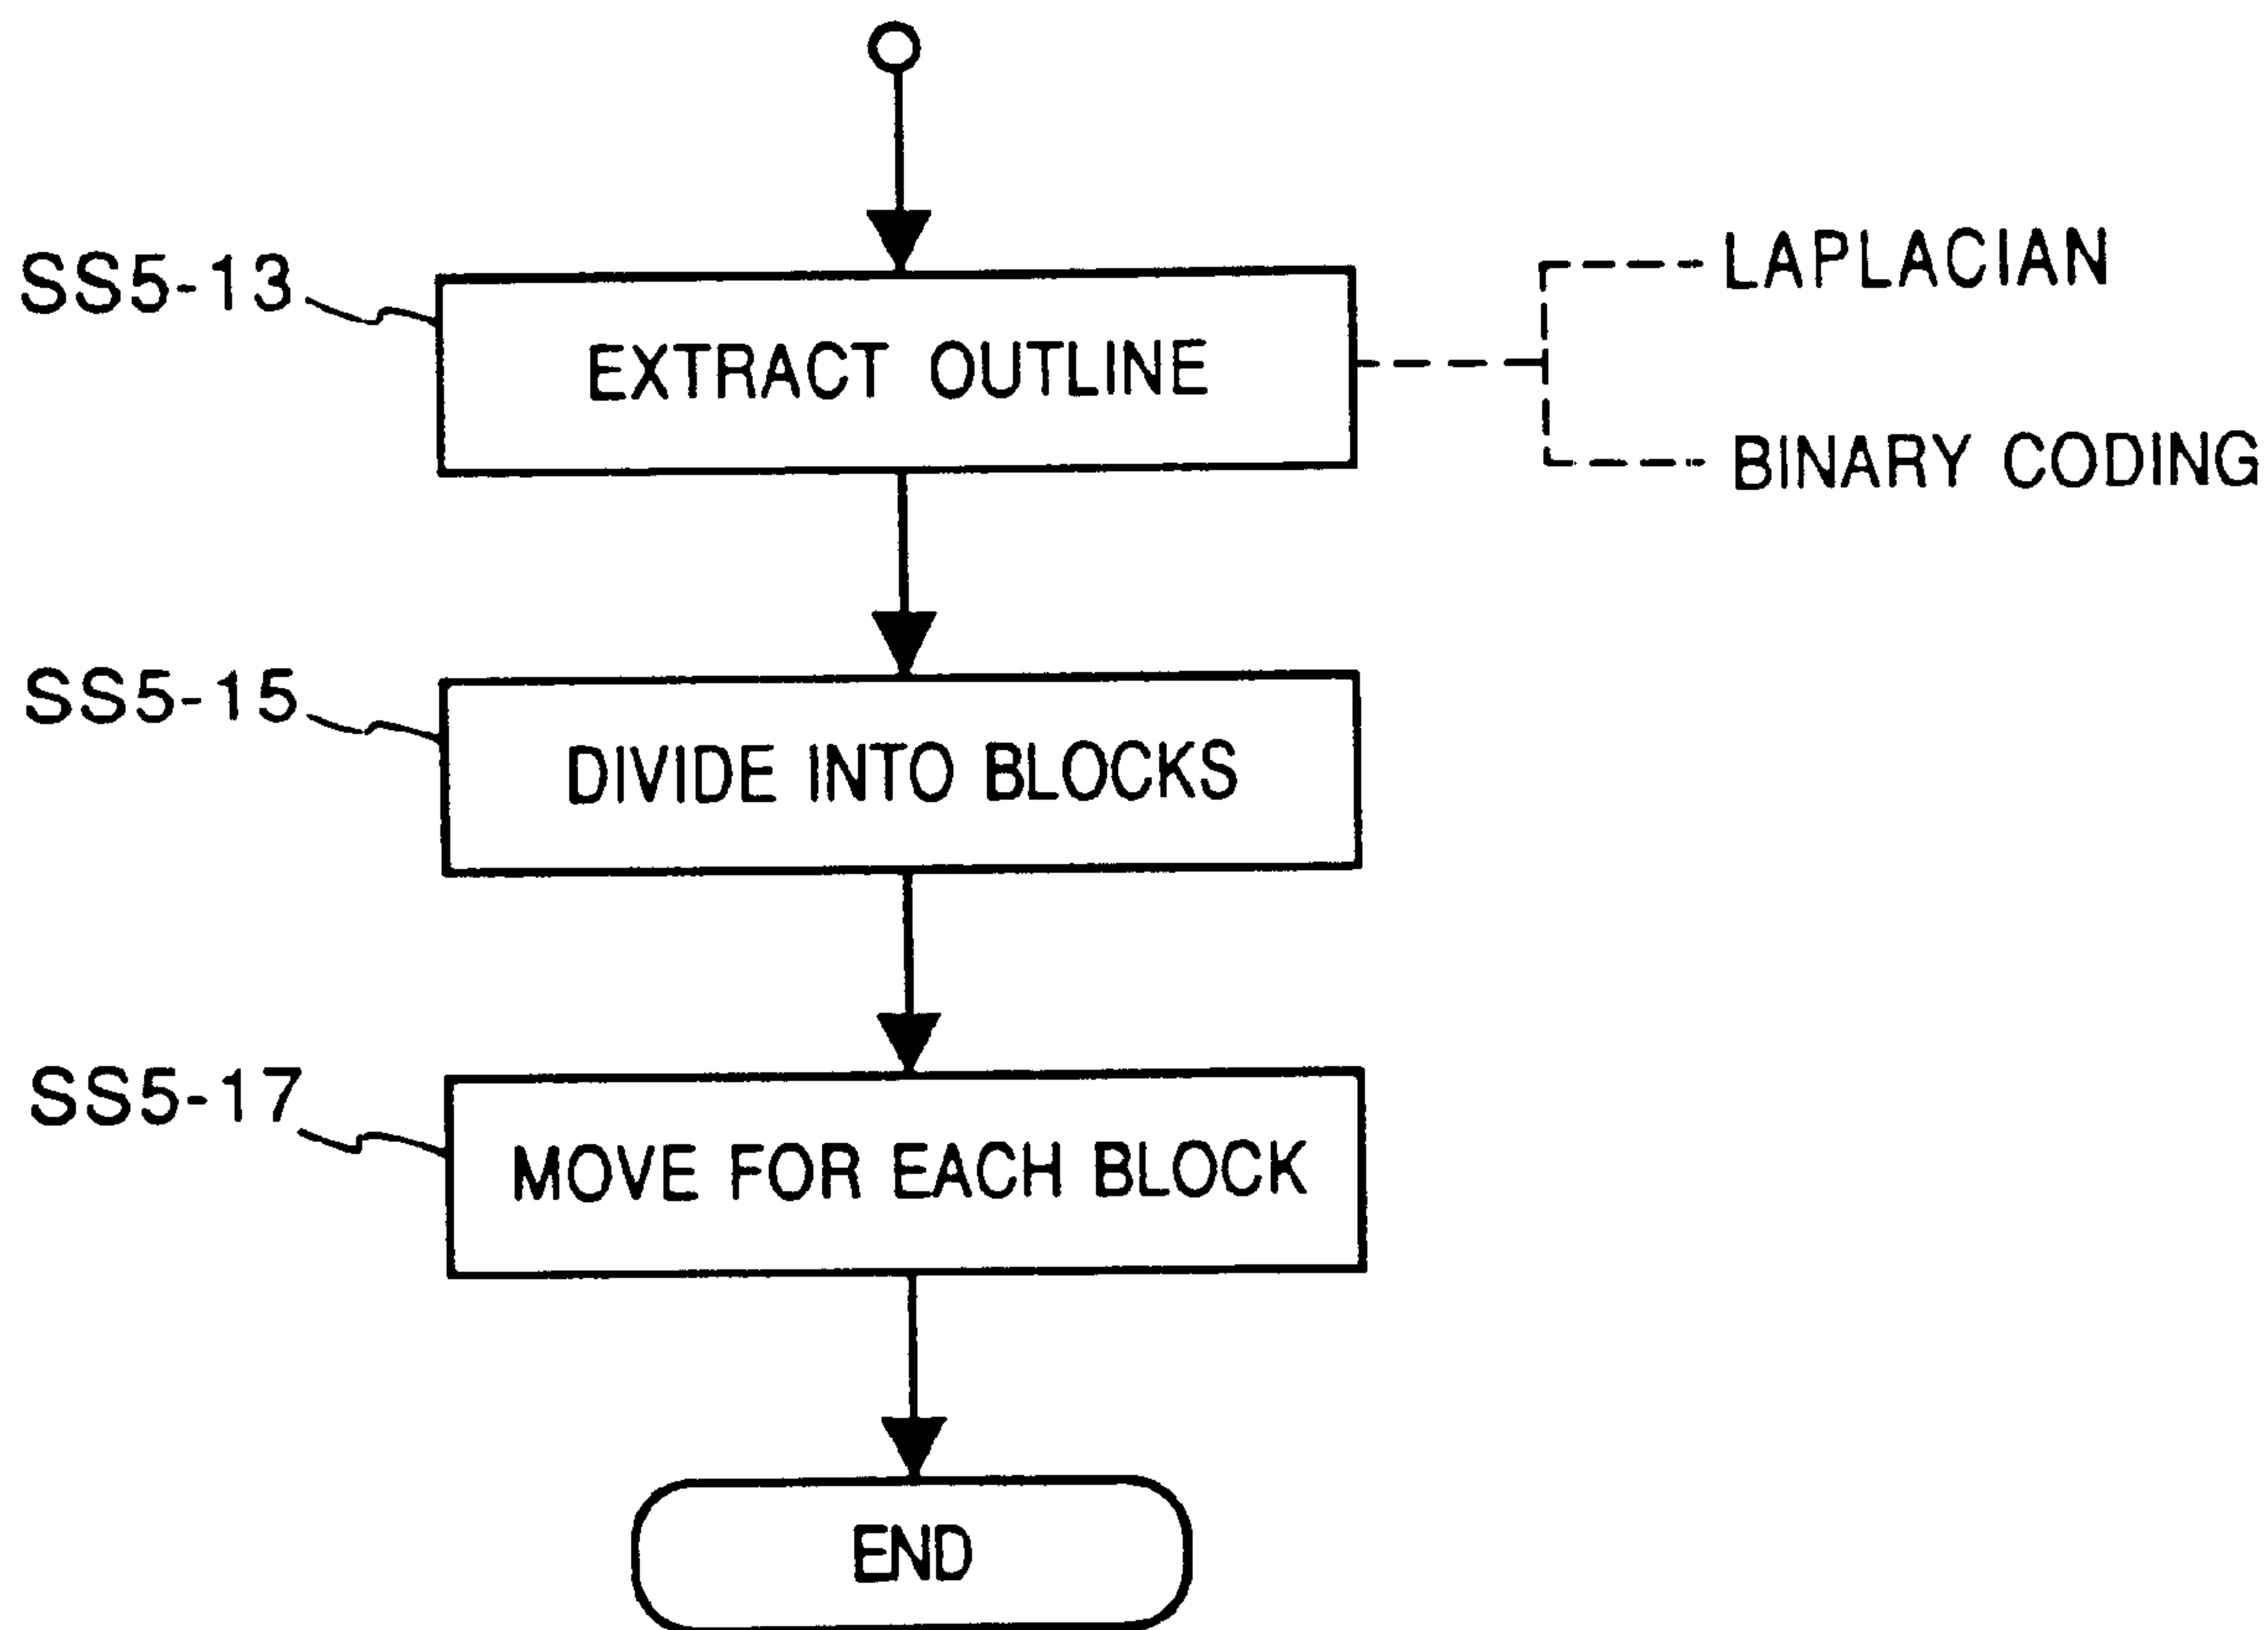 SS5-13
EXTRACT OUTLINE
LAPLACIAN
BINARY CODING
SS5-15
DIVIDE INTO BLOCKS
SS5-17
MOVE FOR EACH BLOCK
END